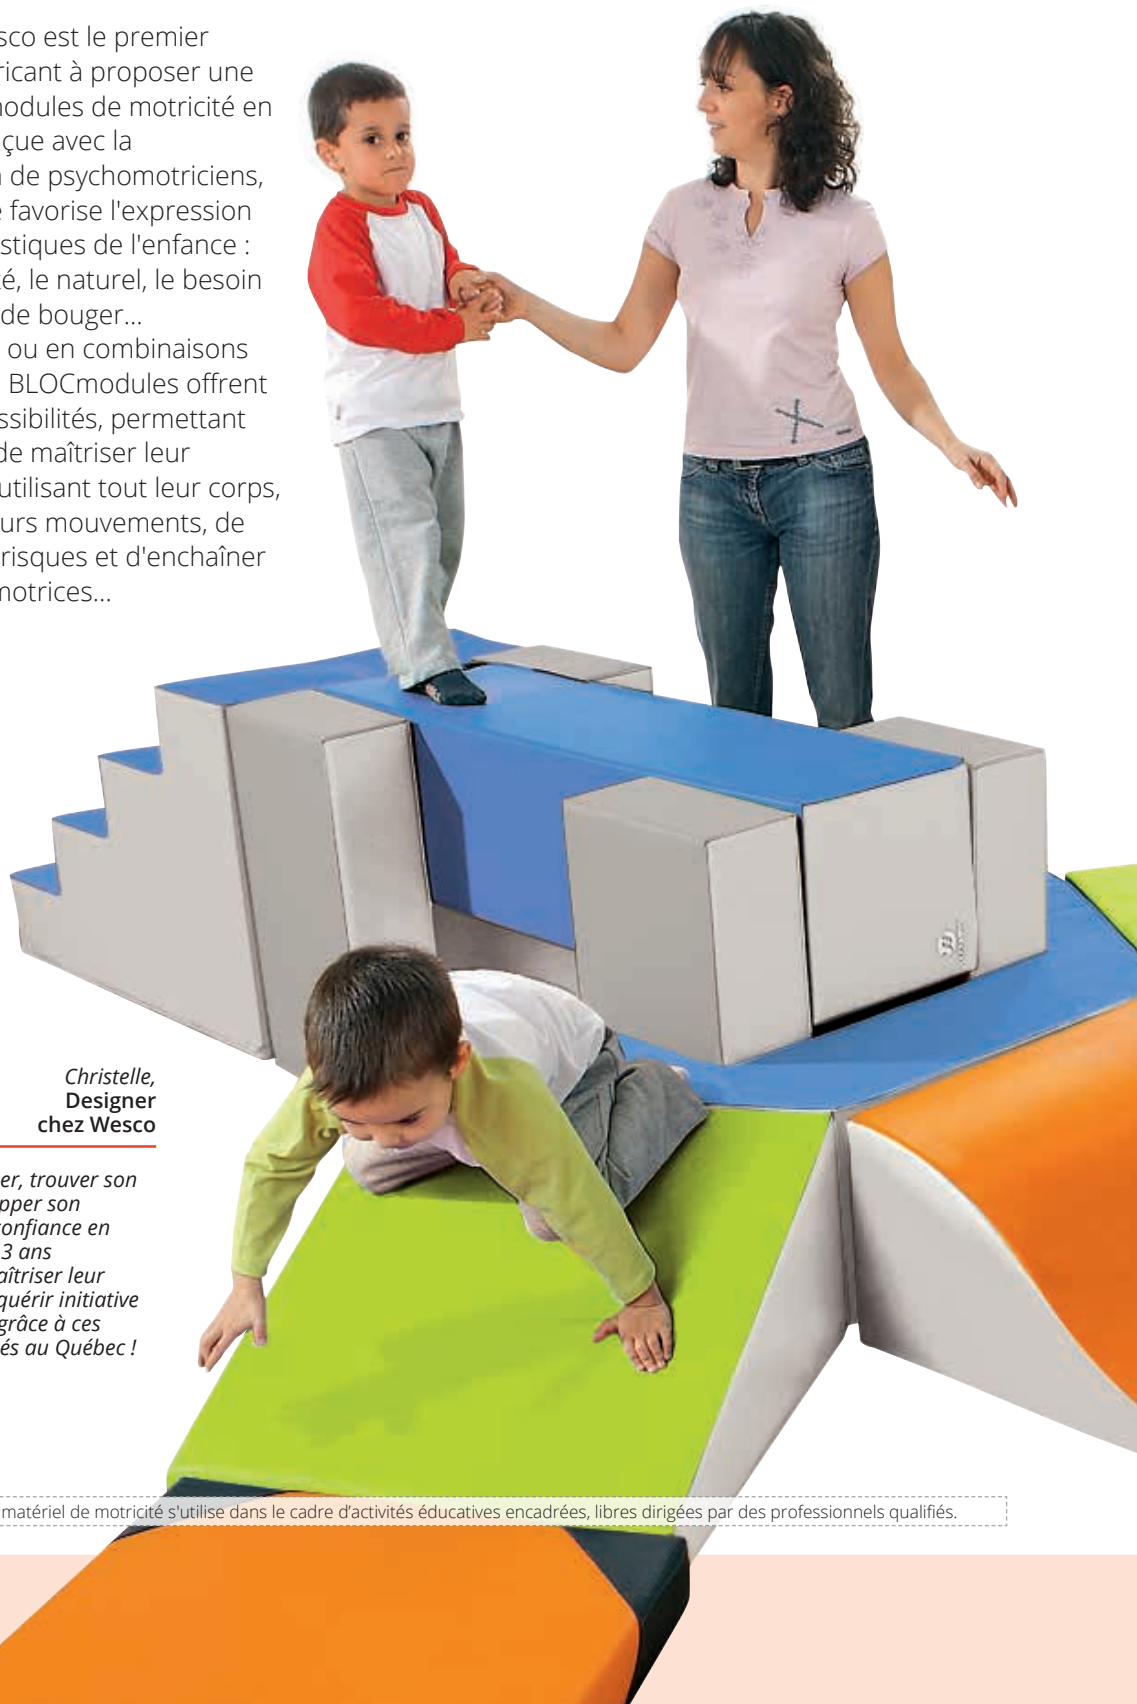 sco est le premier
ricant à proposer une
nodules de motricité en
çue avec la
n de psychomotriciens,
e favorise l'expression
stiques de l'enfance :
té, le naturel, le besoin
de bouger...
ou en combinaisons
BLOCmodules offrent
ssibilités, permettant
de maîtriser leur
utilisant tout leur corps,
urs mouvements, de
risques et d'enchaîner
motrices...
Christelle,
Designer
chez Wesco
er, trouver son
pper son
confiance en
3 ans
aîtriser leur
quérir initiative
grâce à ces
és au Québec !
matériel de motricité s'utilise dans le cadre d'activités éducatives encadrées, libres dirigées par des professionnels qualifiés.